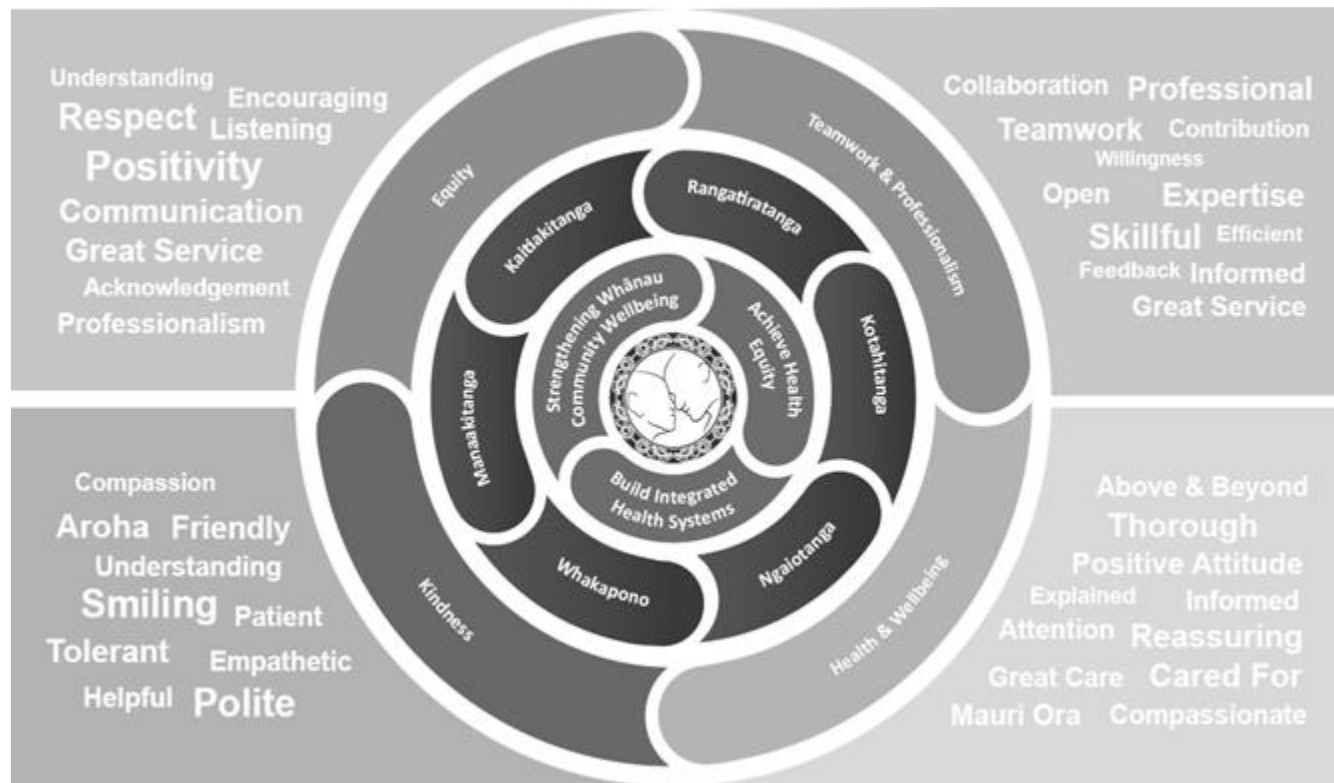 Understanding
Encouraging
Respect
Listening
Positivity
Communication
Great Service
Acknowledgement
Professionalism
Collaboration Professional
Teamwork Contribution
Willingness
Open Expertise
Skillful Efficient
Feedback Informed
Great Service
Equity
Teamwork & Professionalism
Kaitiakitanga
Rangatiratanga
Kotahitanga
Ngaiotanga
Whakapono
Manaakitanga
Strengthening Whānau
Community Wellbeing
Achieve Health
Equity
Build Integrated
Health Systems
Kindness
Health & Wellbeing
Compassion
Aroha Friendly
Understanding
Smiling Patient
Tolerant Empathetic
Helpful Polite
Above & Beyond
Thorough
Positive Attitude
Explained Informed
Attention Reassuring
Great Care Cared For
Mauri Ora Compassionate